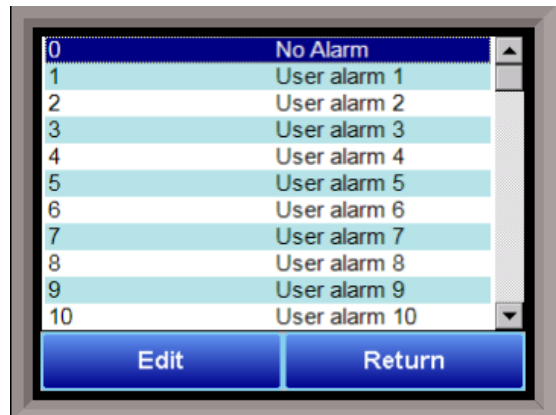 0 No Alarm
1 User alarm 1
2 User alarm 2
3 User alarm 3
4 User alarm 4
5 User alarm 5
6 User alarm 6
7 User alarm 7
8 User alarm 8
9 User alarm 9
10 User alarm 10
Edit Return